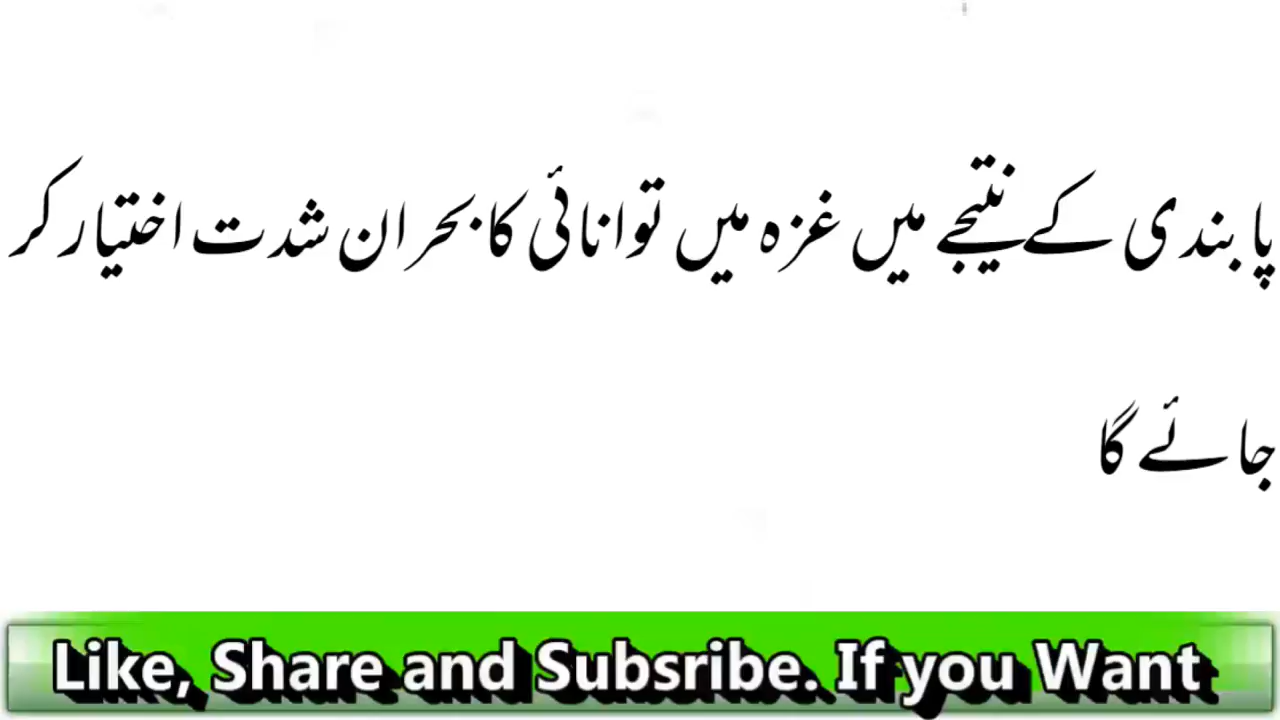 پابندی کے نتیجے میں غزہ میں توانائی کا بحران شدت اختیار کر
جائے گا
Like, Share and Subsribe. If you Want